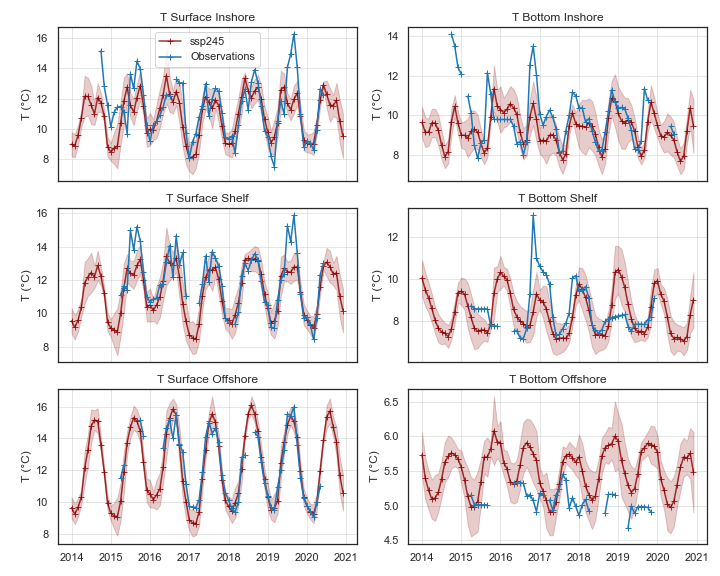 T Surface Inshore
T (°C)
16
14
12
10
8
ssp245
Observations
T Bottom Inshore
T (°C)
14
12
10
8
T Surface Shelf
T (°C)
16
14
12
10
8
T Bottom Shelf
T (°C)
12
10
8
T Surface Offshore
T (°C)
16
14
12
10
8
2014 2015 2016 2017 2018 2019 2020 2021
T Bottom Offshore
T (°C)
6.5
6.0
5.5
5.0
4.5
2014 2015 2016 2017 2018 2019 2020 2021